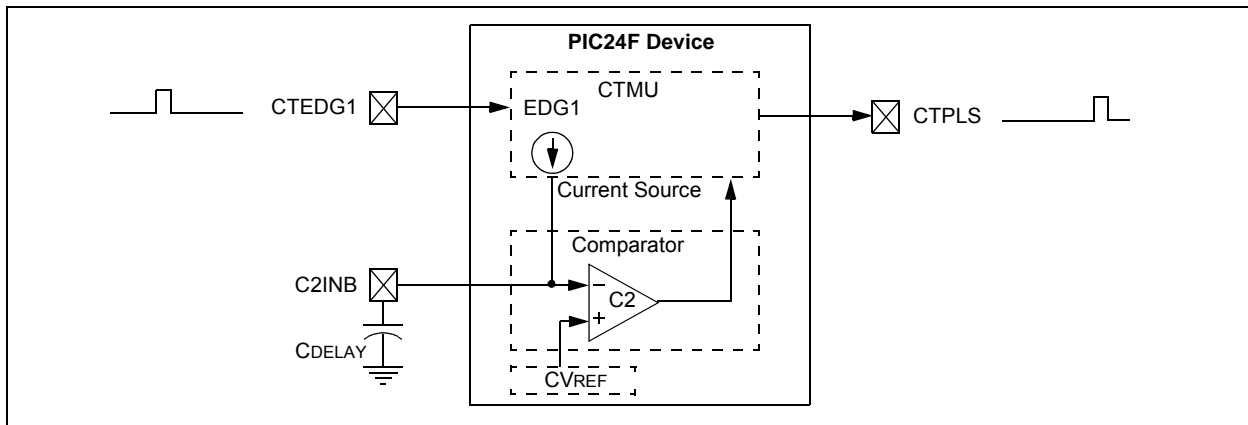 PIC24F Device
CTMU
CTEDG1
EDG1
CTPLS
Current Source
Comparator
C2INB
C2
–
+
CDELAY
CVREF